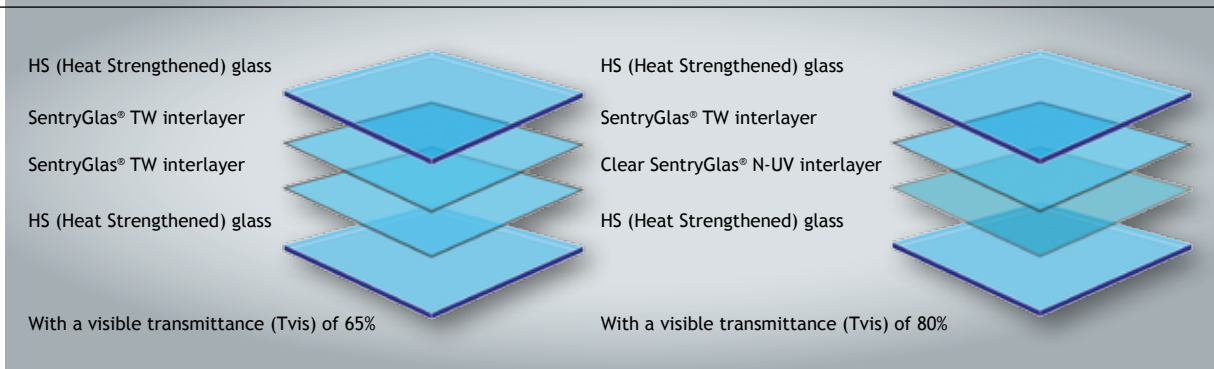 HS (Heat Strengthened) glass
SentryGlas® TW interlayer
SentryGlas® TW interlayer
HS (Heat Strengthened) glass
With a visible transmittance (Tvis) of 65%
HS (Heat Strengthened) glass
SentryGlas® TW interlayer
Clear SentryGlas® N-UV interlayer
HS (Heat Strengthened) glass
With a visible transmittance (Tvis) of 80%